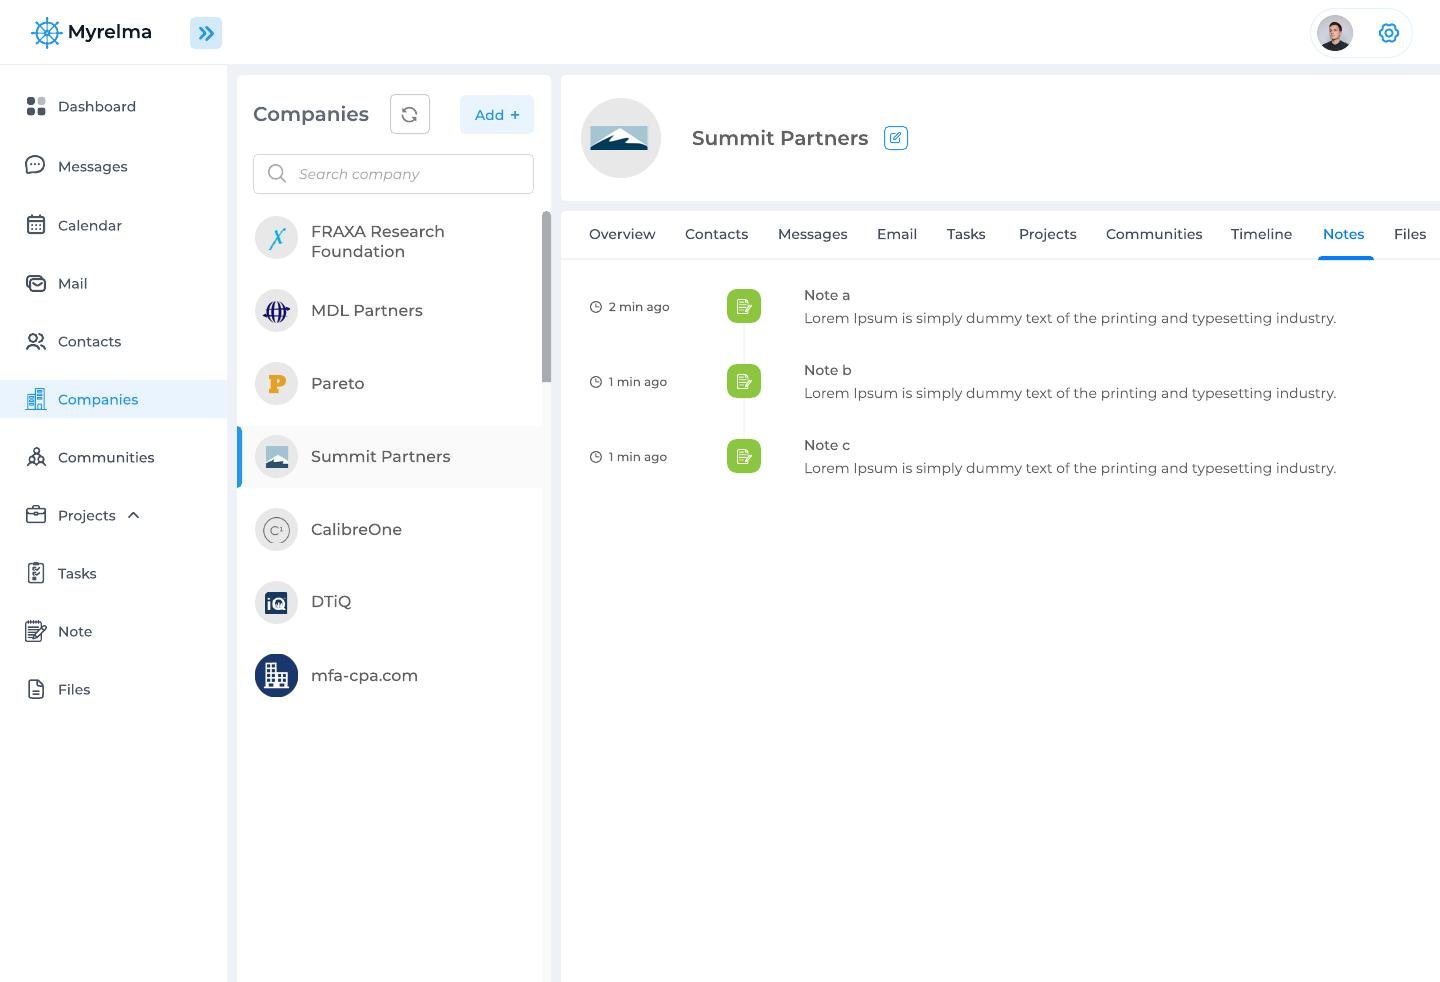 Myrelma
Dashboard
Messages
Calendar
Mail
Contacts
Companies
Communities
Projects
Tasks
Note
Files
Companies
Add +
Search company
FRAXA Research
Foundation
MDL Partners
P
Pareto
Summit Partners
C1
CalibreOne
iQ
DTiQ
mfa-cpa.com
Summit Partners
Overview Contacts Messages Email Tasks Projects Communities Timeline Notes Files
2 min ago
Note a
Lorem Ipsum is simply dummy text of the printing and typesetting industry.
1 min ago
Note b
Lorem Ipsum is simply dummy text of the printing and typesetting industry.
1 min ago
Note c
Lorem Ipsum is simply dummy text of the printing and typesetting industry.